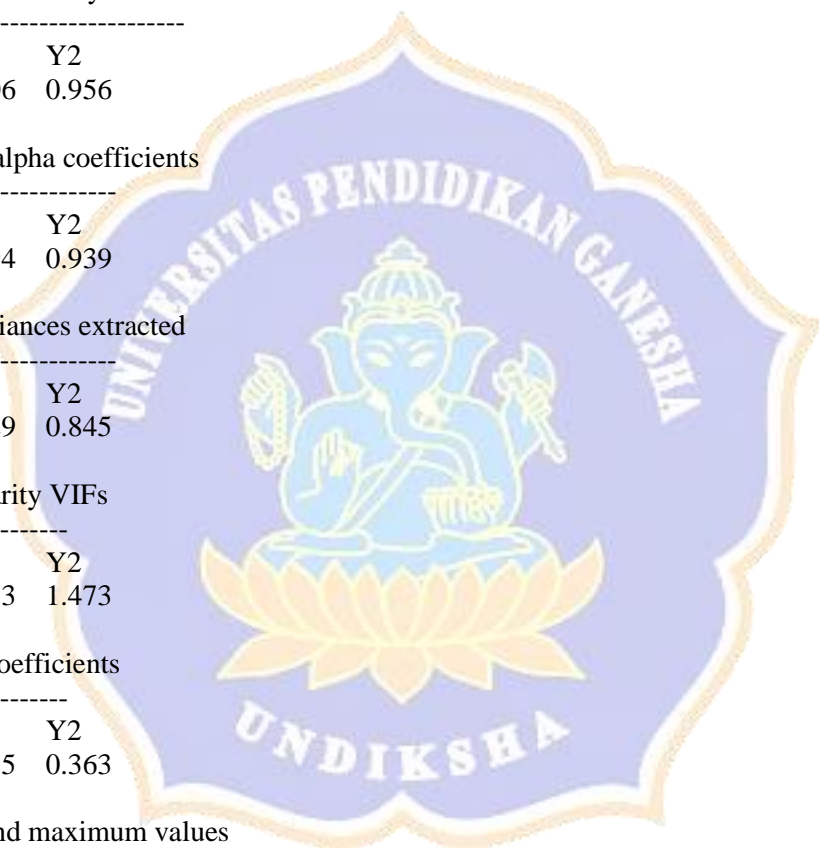 Y2
6 0.956
alpha coefficients
Y2
4 0.939
iances extracted
Y2
9 0.845
UNIVERSITAS PENDIDIKAN GANESHA
arity VIFs
Y2
3 1.473
oefficients
Y2
5 0.363
UNDIKSHA
nd maximum values